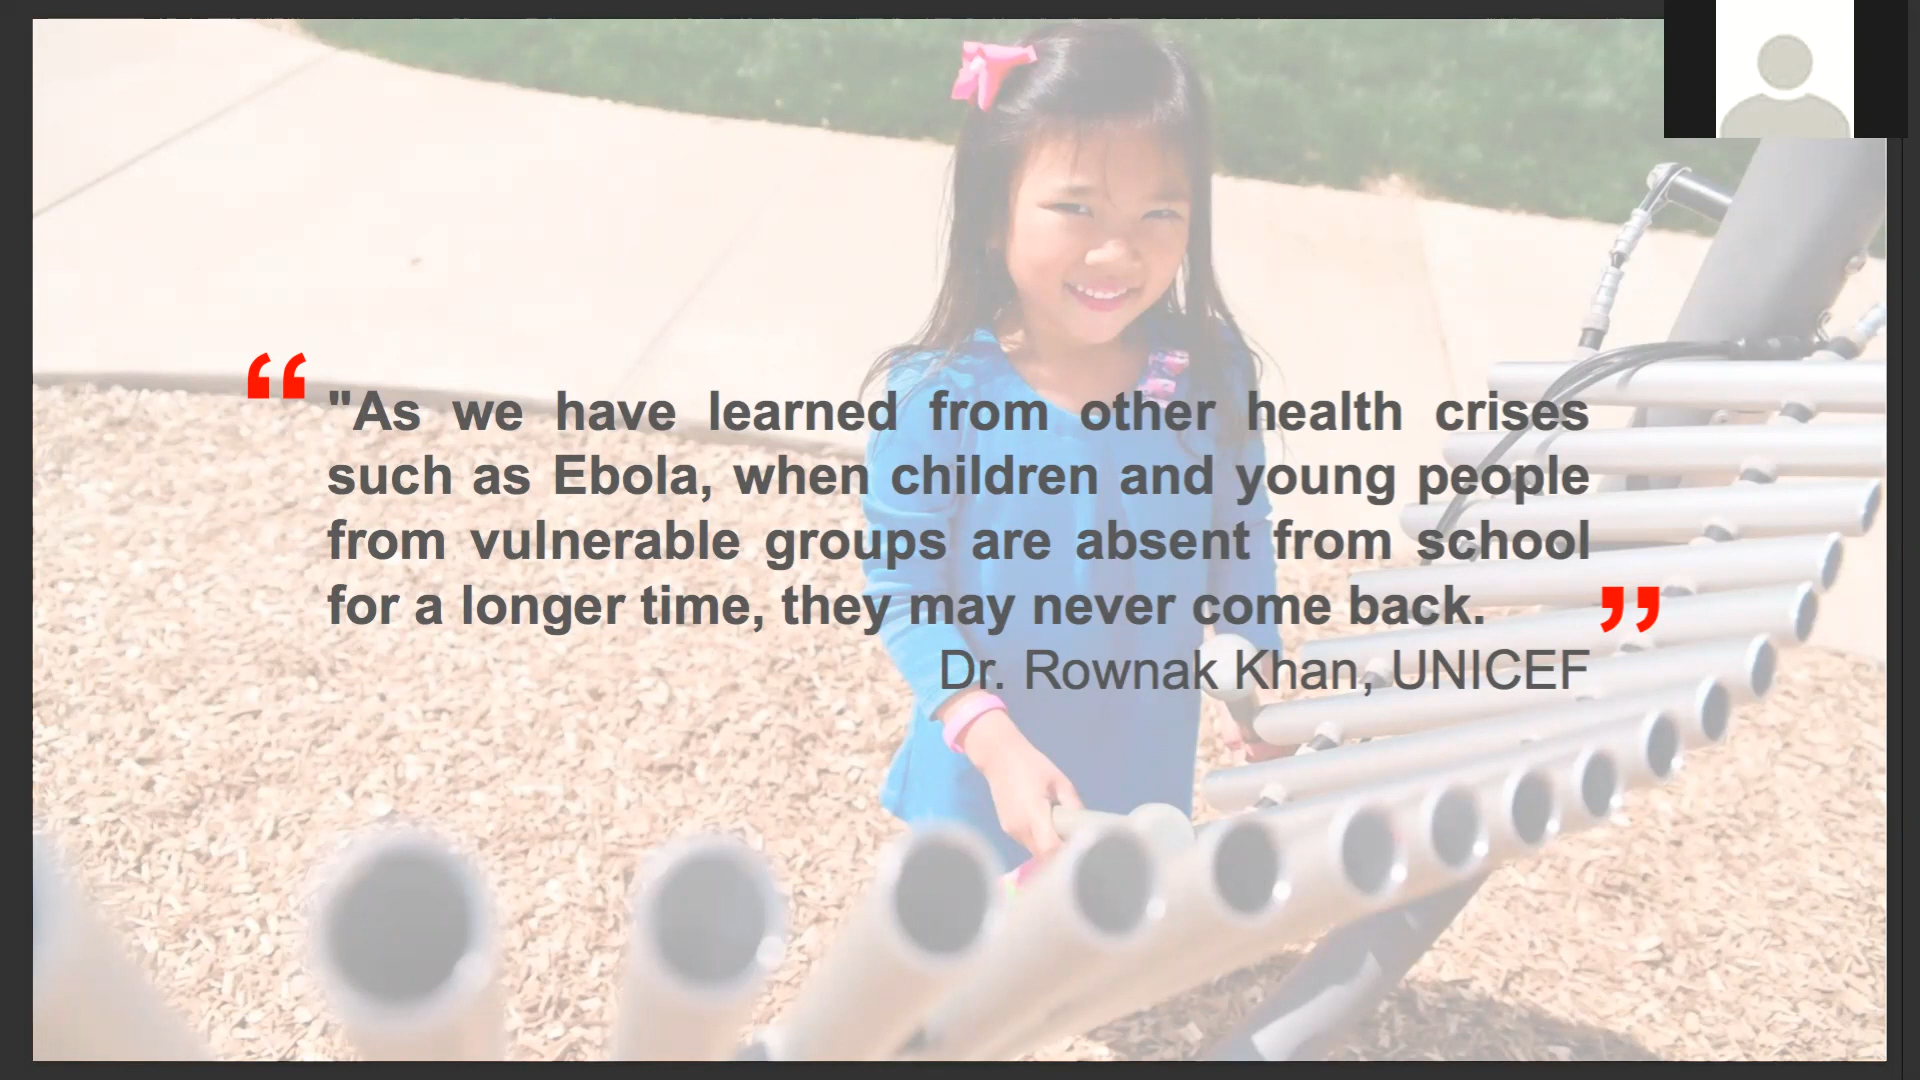 “ "As we have learned from other health crises
such as Ebola, when children and young people
from vulnerable groups are absent from school
for a longer time, they may never come back. ”
Dr. Rownak Khan, UNICEF